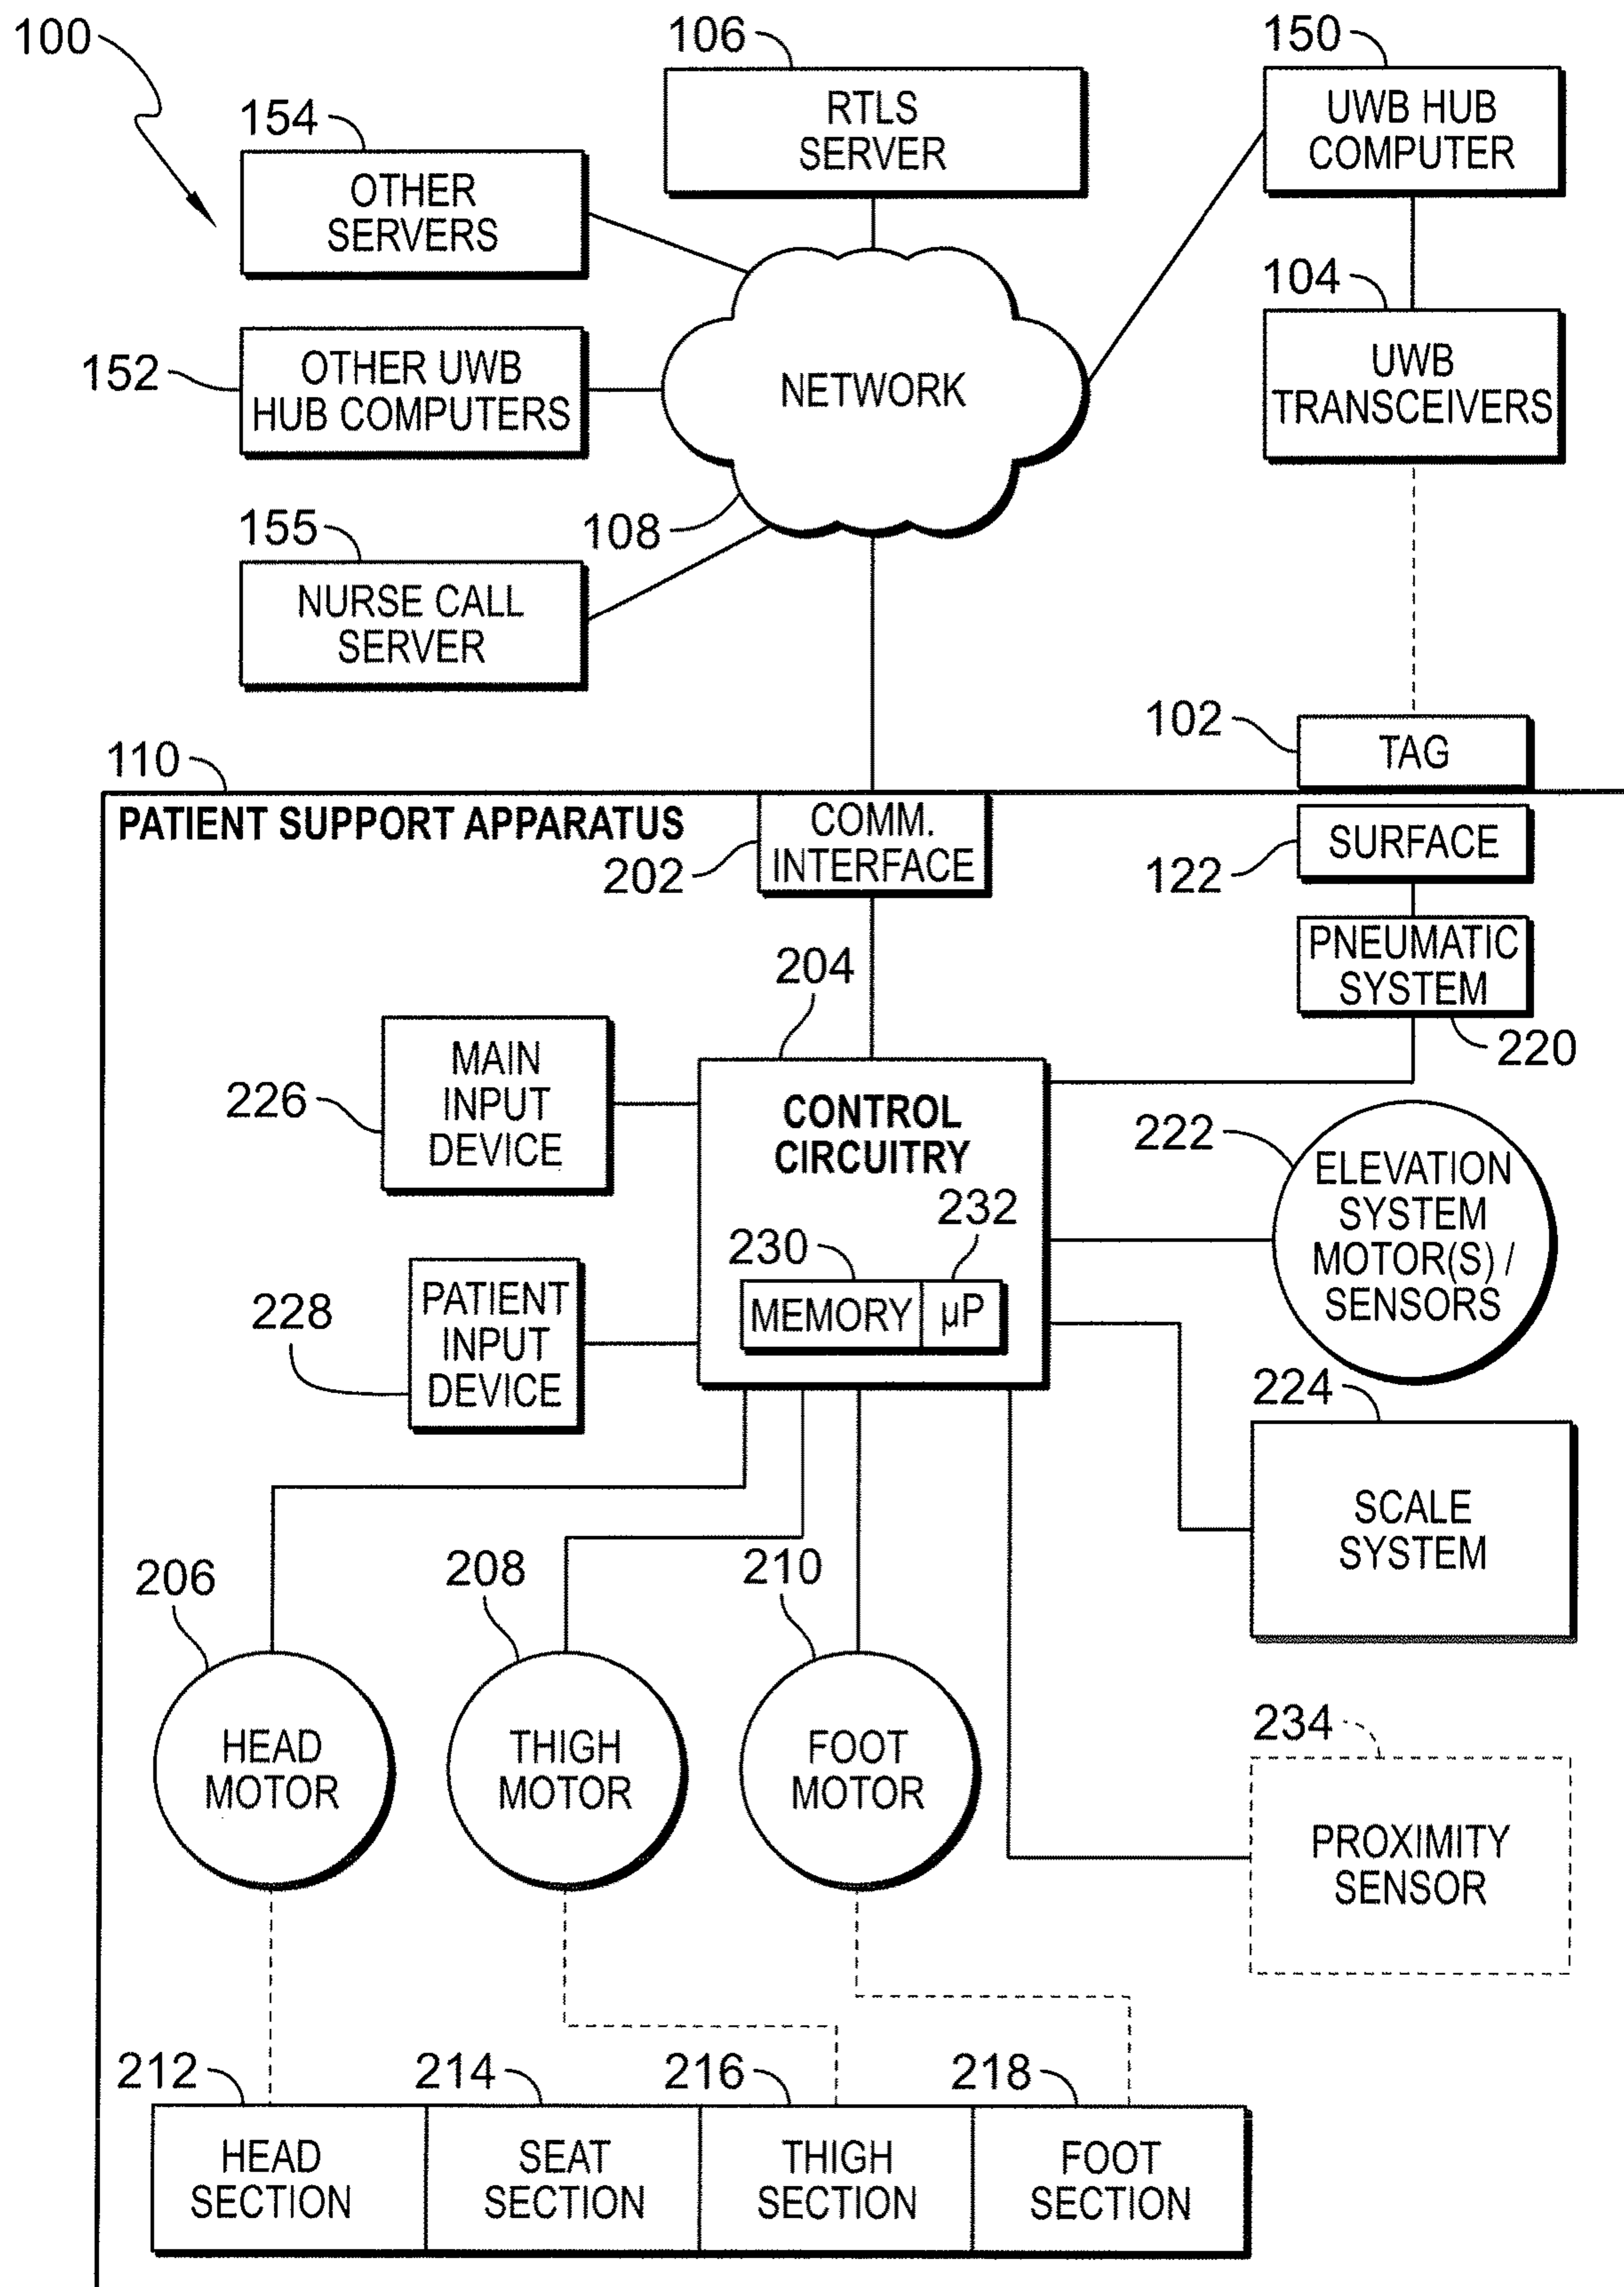 100
106
150
RTLS
SERVER
UWB HUB
COMPUTER
154
OTHER
SERVERS
104
UWB
TRANSCEIVERS
152
OTHER UWB
HUB COMPUTERS
NETWORK
108
155
NURSE CALL
SERVER
102
TAG
110
PATIENT SUPPORT APPARATUS
COMM.
INTERFACE
202
SURFACE
122
PNEUMATIC
SYSTEM
220
204
MAIN
INPUT
DEVICE
226
CONTROL
CIRCUITRY
222
ELEVATION
SYSTEM
MOTOR(S) /
SENSORS
230
232
MEMORY
µP
PATIENT
INPUT
DEVICE
228
224
SCALE
SYSTEM
206
208
210
HEAD
MOTOR
THIGH
MOTOR
FOOT
MOTOR
234
PROXIMITY
SENSOR
212
214
216
218
HEAD
SECTION
SEAT
SECTION
THIGH
SECTION
FOOT
SECTION